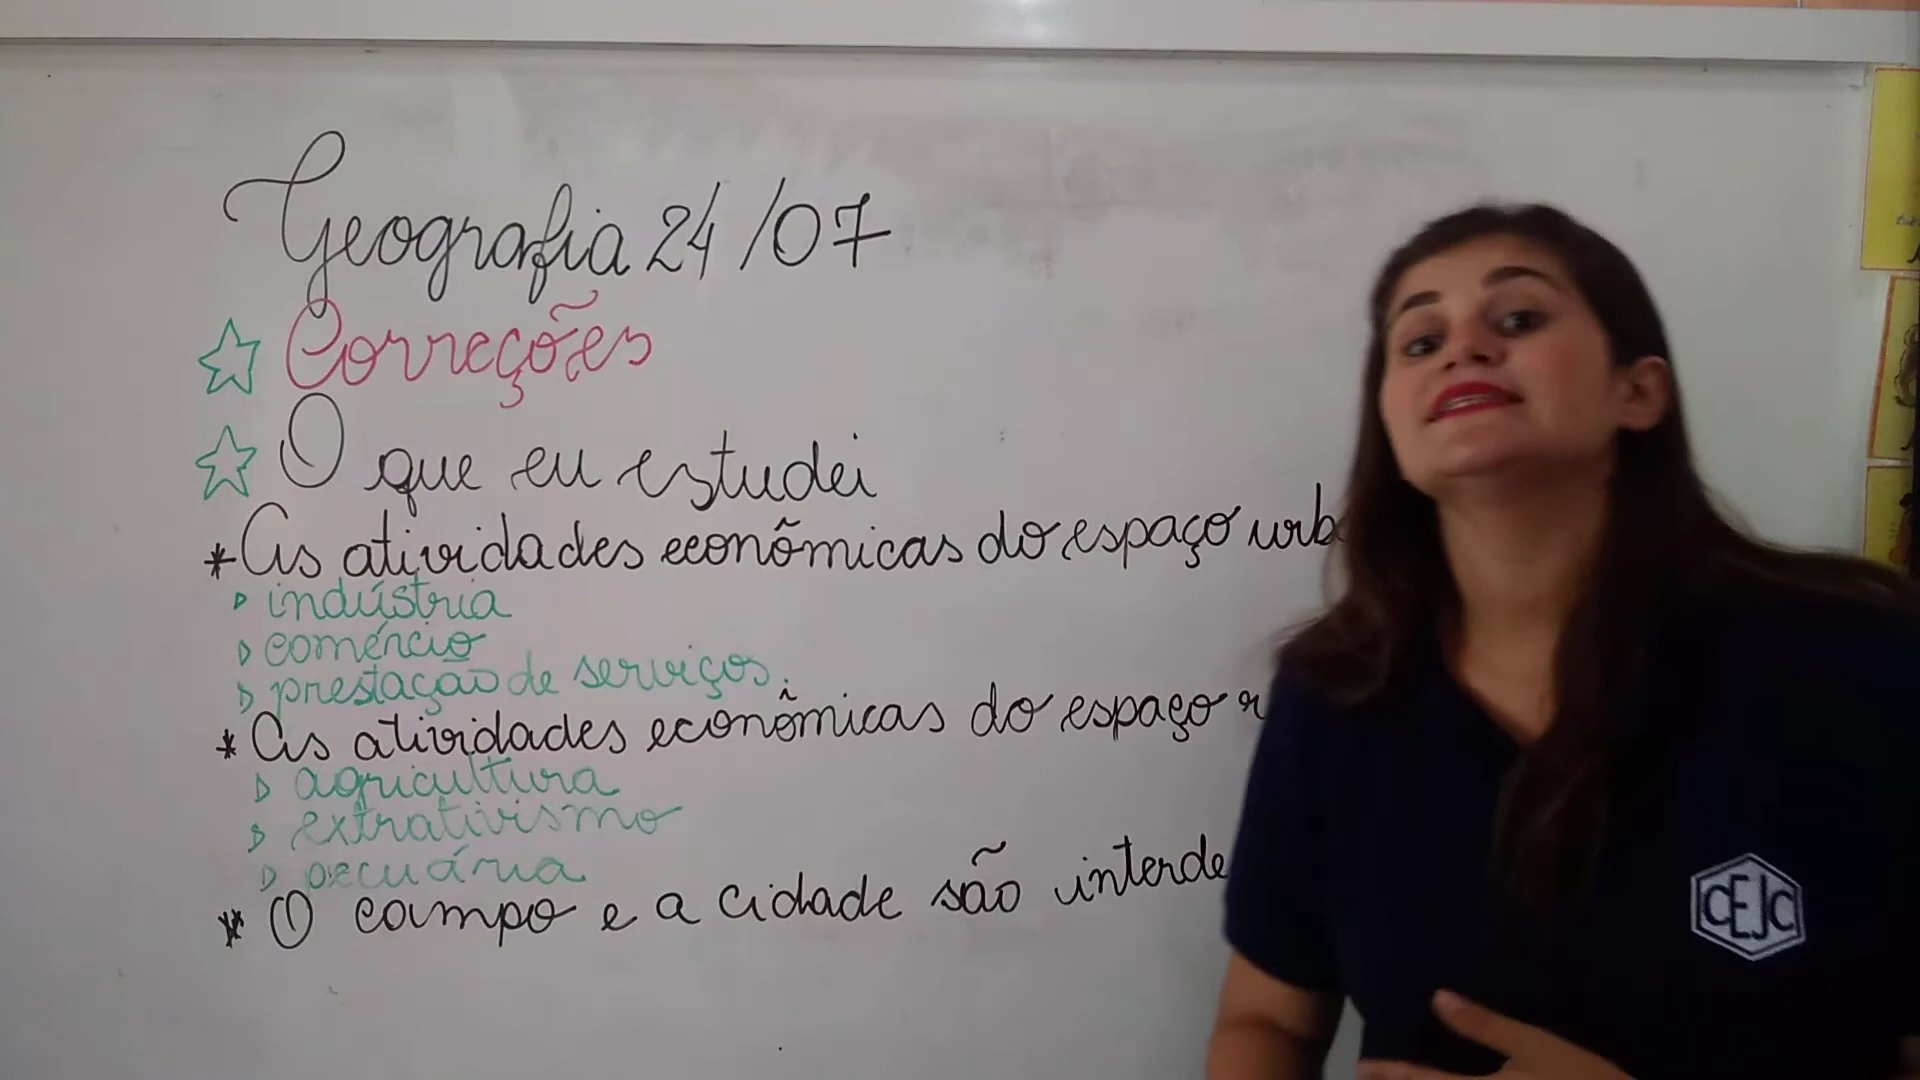 Geografia 24/07
☆ Correções
☆ O que eu estudei
* As atividades econômicas do espaço urb
▹ indústria
▹ comércio
▹ prestação de serviços.
* As atividades econômicas do espaço r
▹ agricultura
▹ extrativismo
▹ pecuária
* O campo e a cidade são interde
CEJC